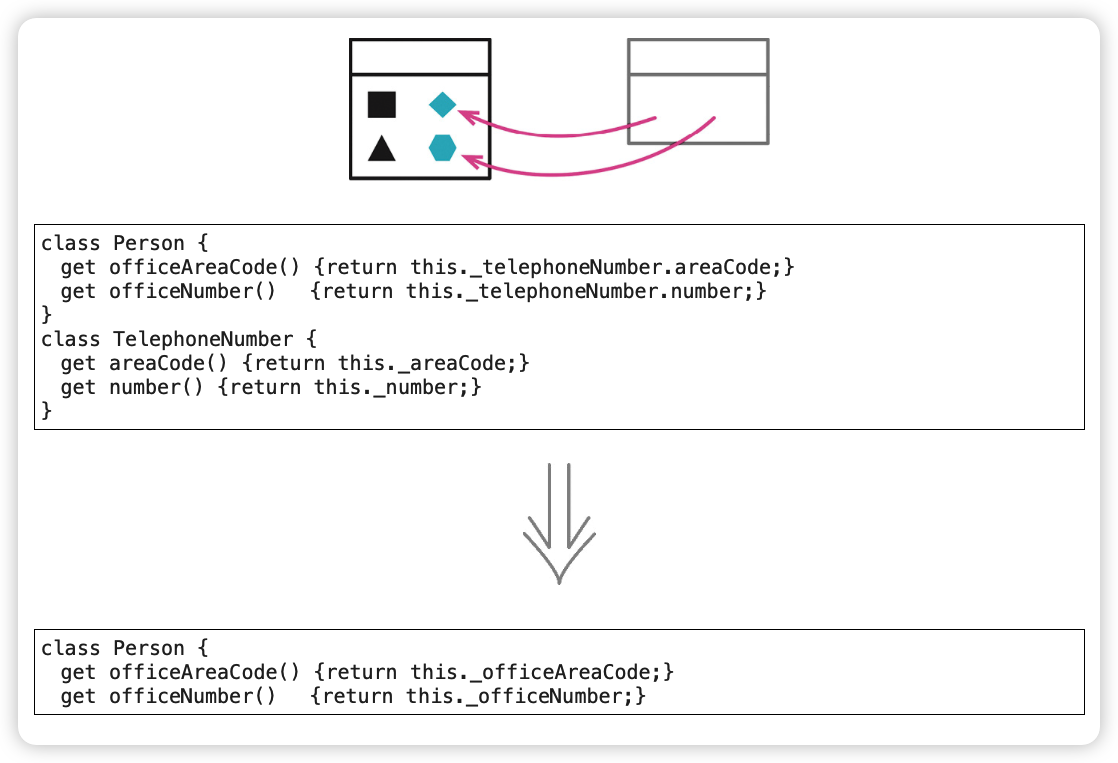 class Person {
  get officeAreaCode() {return this._telephoneNumber.areaCode;}
  get officeNumber()   {return this._telephoneNumber.number;}
}
class TelephoneNumber {
  get areaCode() {return this._areaCode;}
  get number() {return this._number;}
}
class Person {
  get officeAreaCode() {return this._officeAreaCode;}
  get officeNumber()   {return this._officeNumber;}